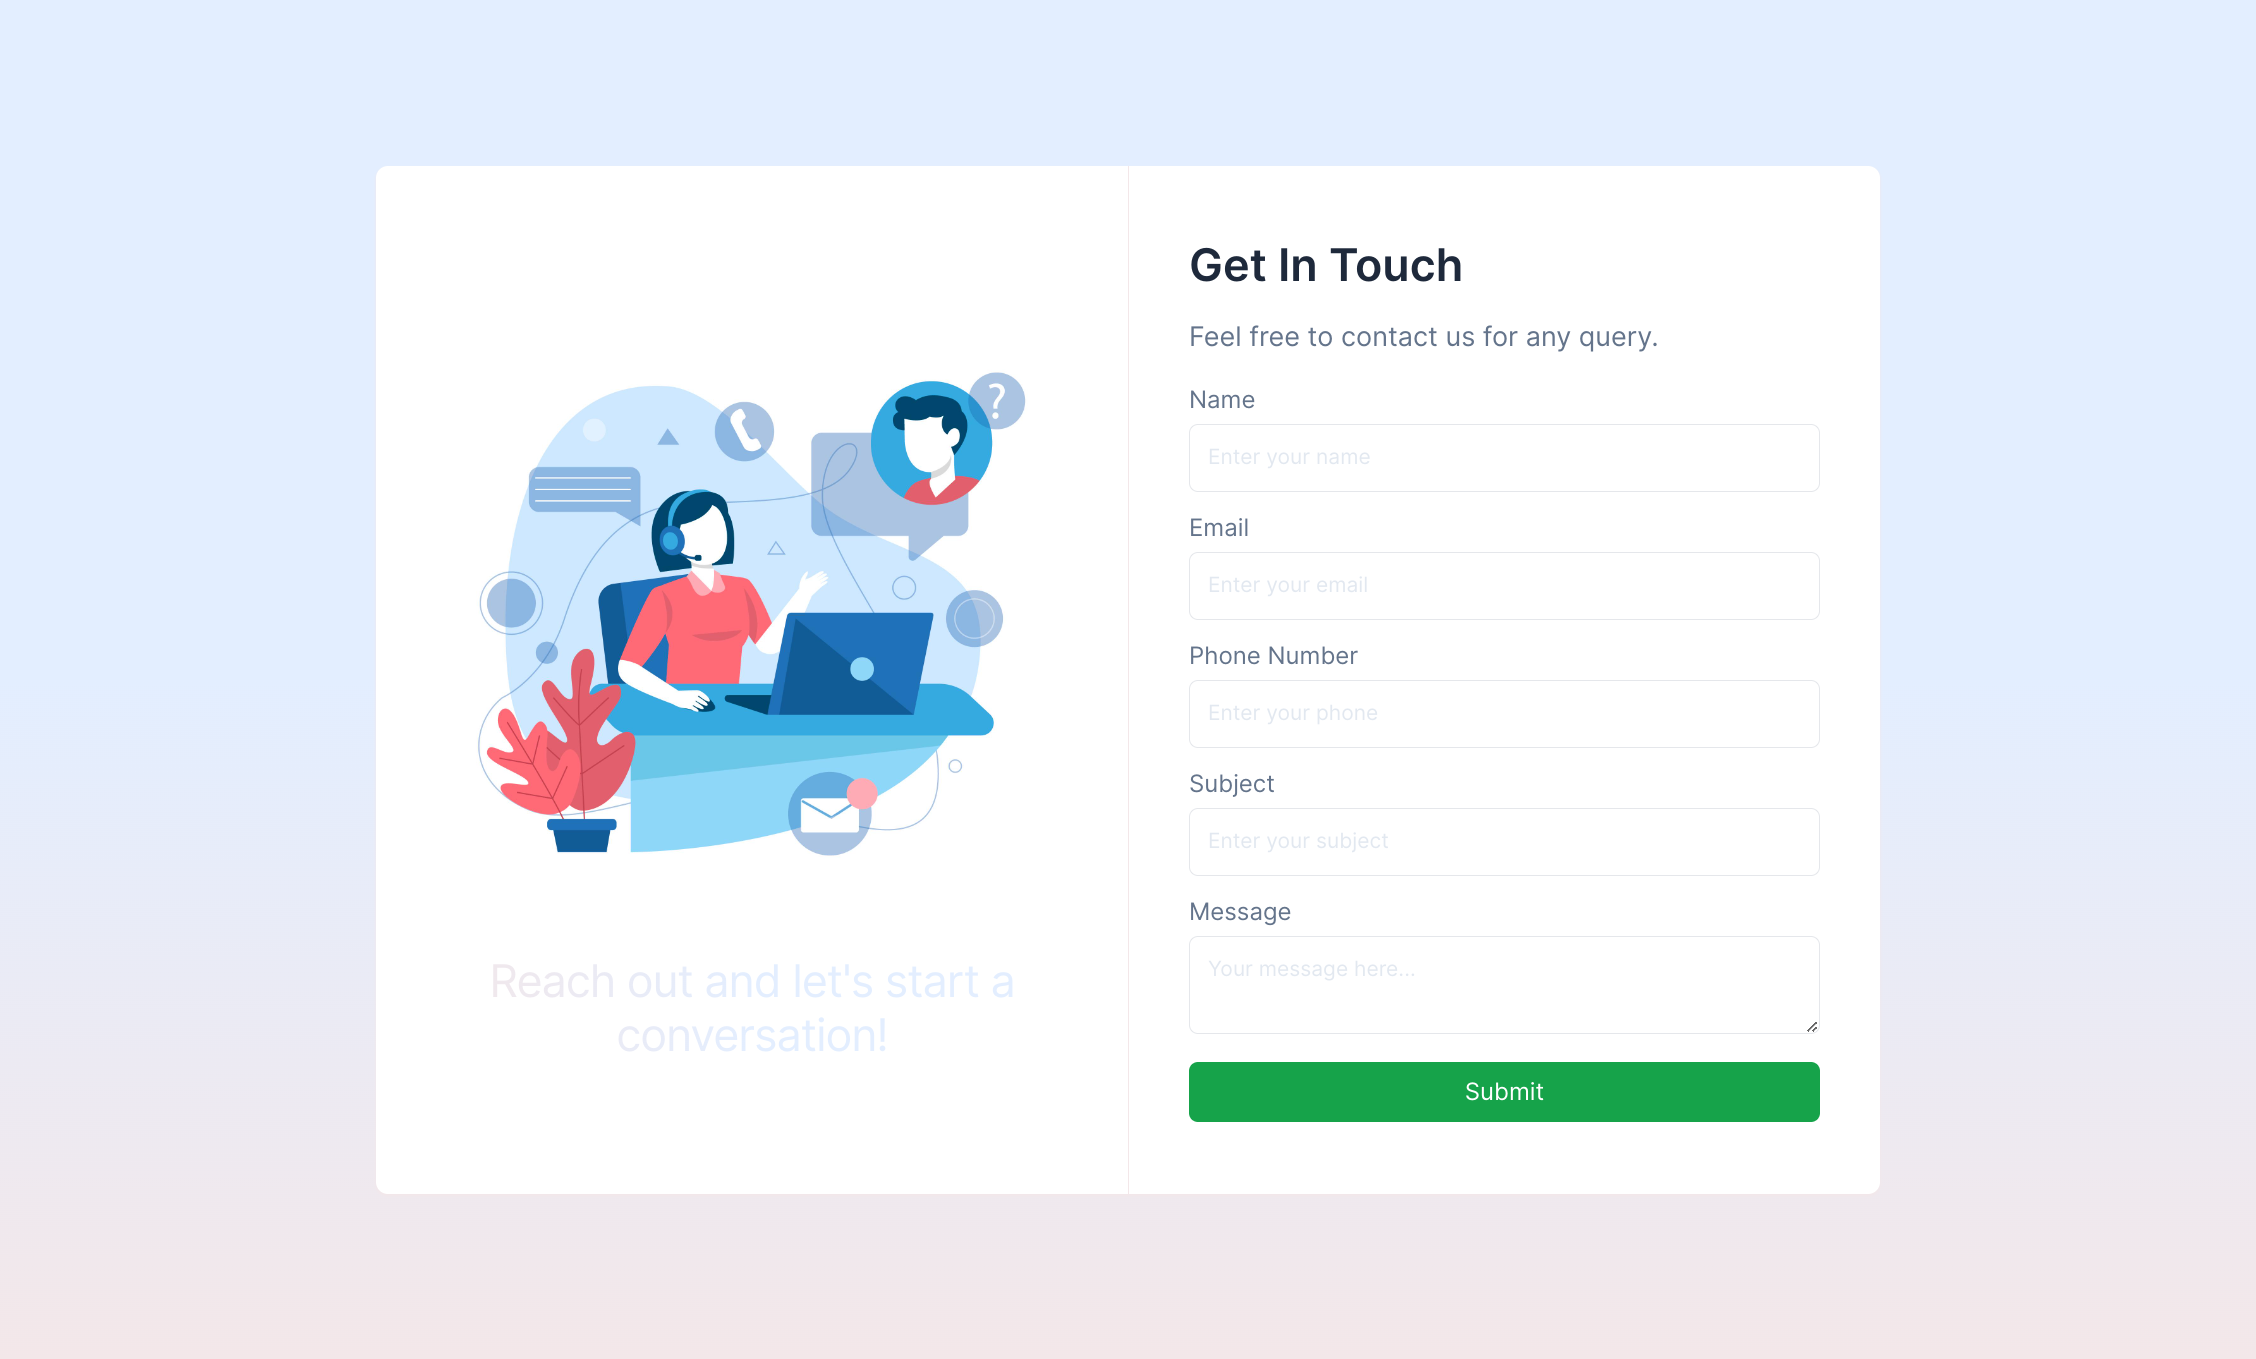 ?
Reach out and let's start a
conversation!
Get In Touch
Feel free to contact us for any query.
Name
Enter your name
Email
Enter your email
Phone Number
Enter your phone
Subject
Enter your subject
Message
Your message here...
Submit